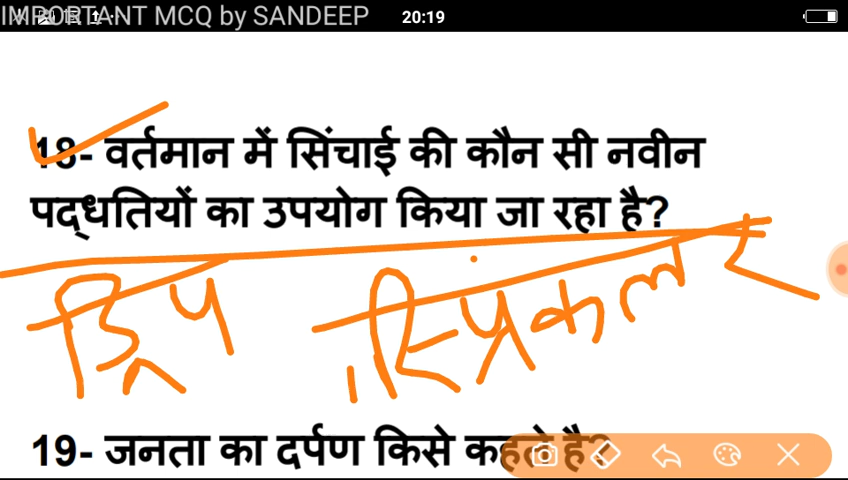 IMPORTANT MCQ by SANDEEP 20:19
18- वर्तमान में सिंचाई की कौन सी नवीन
पद्धतियों का उपयोग किया जा रहा है?
ड्रिप , स्प्रिंकलर
19- जनता का दर्पण किसे कहते है?